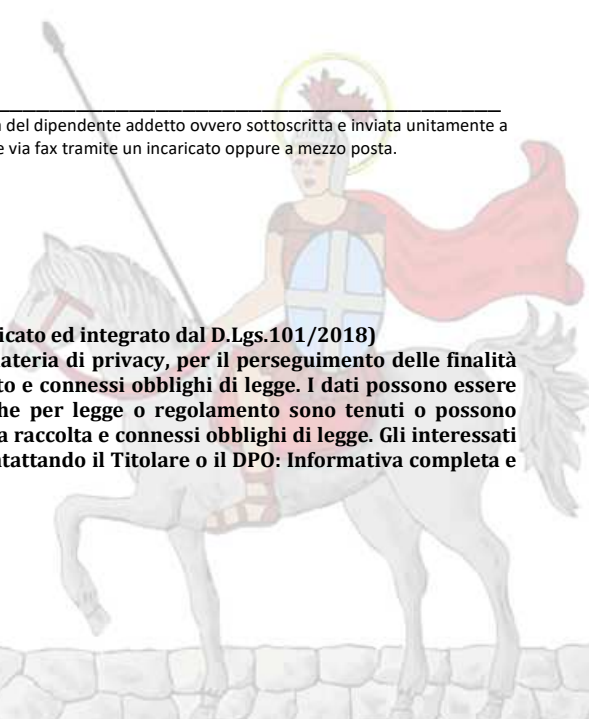 del dipendente addetto ovvero sottoscritta e inviata unitamente a
via fax tramite un incaricato oppure a mezzo posta.
icato ed integrato dal D.Lgs.101/2018)
ateria di privacy, per il perseguimento delle finalità
to e connessi obblighi di legge. I dati possono essere
he per legge o regolamento sono tenuti o possono
a raccolta e connessi obblighi di legge. Gli interessati
ntattando il Titolare o il DPO: Informativa completa e